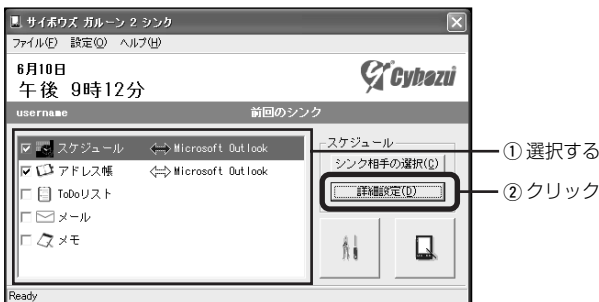 サイボウズ ガルーン 2 シンク
ファイル(F) 設定(O) ヘルプ(H)
6月10日
午後 9時12分
Cybozu
username 前回のシンク
スケジュール Microsoft Outlook
アドレス帳 Microsoft Outlook
ToDoリスト
メール
メモ
スケジュール
シンク相手の選択(C)
詳細設定(D)
① 選択する
② クリック
Ready